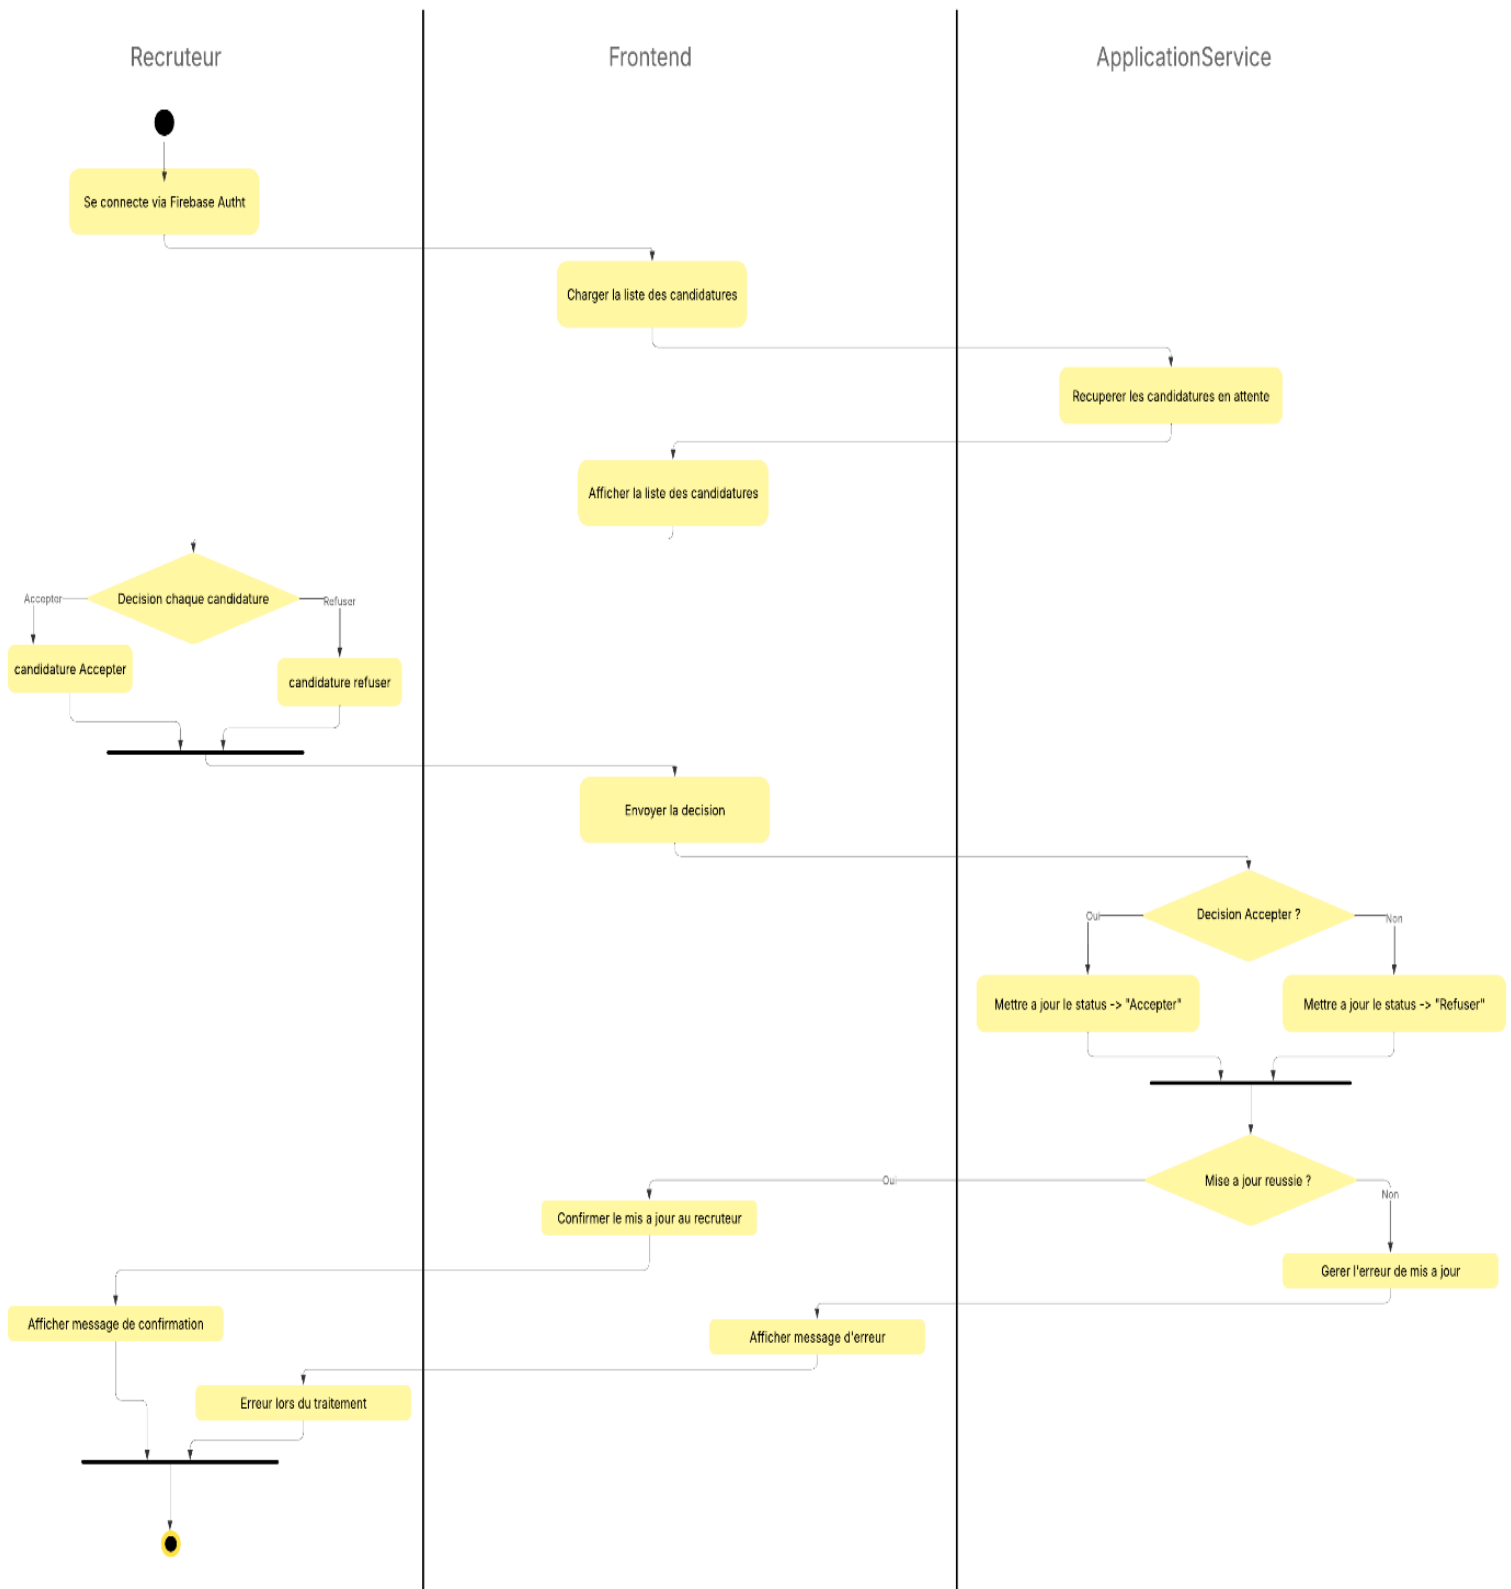 Recruteur
Frontend
ApplicationService
Se connecte via Firebase Autht
Charger la liste des candidatures
Recuperer les candidatures en attente
Afficher la liste des candidatures
Decision chaque candidature
Accepter
Refuser
candidature Accepter
candidature refuser
Envoyer la decision
Decision Accepter ?
Oui
Non
Mettre a jour le status -> "Accepter"
Mettre a jour le status -> "Refuser"
Mise a jour reussie ?
Oui
Non
Confirmer le mis a jour au recruteur
Gerer l'erreur de mis a jour
Afficher message de confirmation
Afficher message d'erreur
Erreur lors du traitement